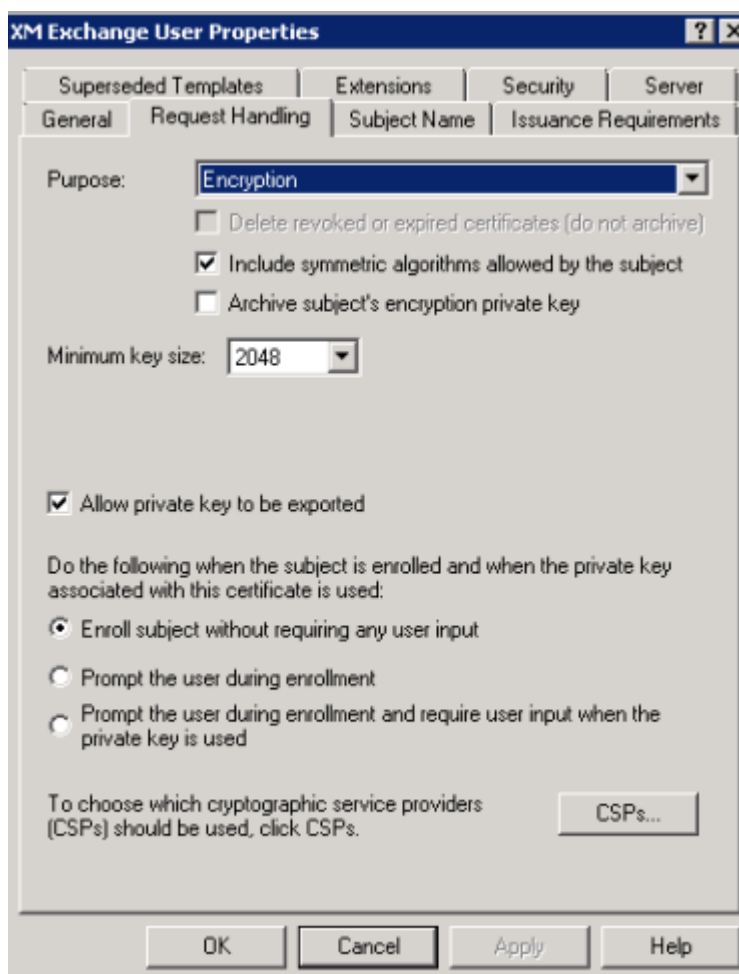 XM Exchange User Properties
Superseded Templates Extensions Security Server
General Request Handling Subject Name Issuance Requirements
Purpose: Encryption
Delete revoked or expired certificates (do not archive)
Include symmetric algorithms allowed by the subject
Archive subject's encryption private key
Minimum key size: 2048
Allow private key to be exported
Do the following when the subject is enrolled and when the private key
associated with this certificate is used:
Enroll subject without requiring any user input
Prompt the user during enrollment
Prompt the user during enrollment and require user input when the
private key is used
To choose which cryptographic service providers
(CSPs) should be used, click CSPs.
CSPs...
OK Cancel Apply Help